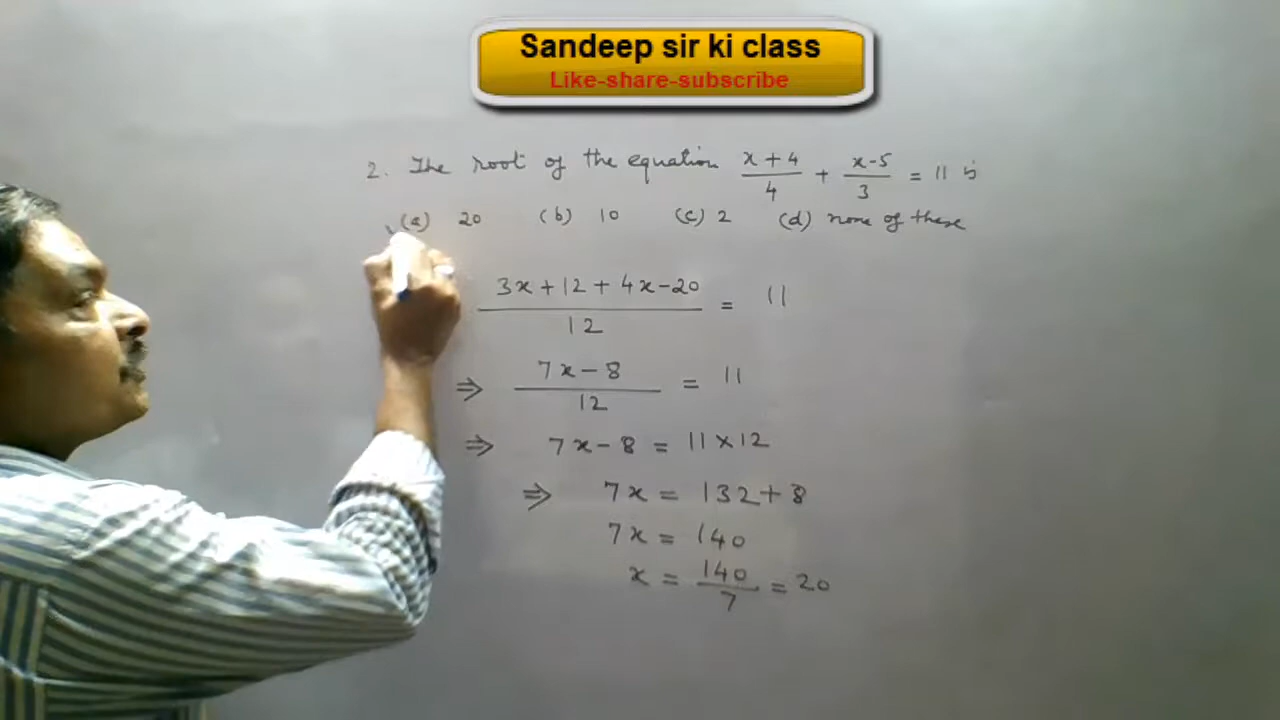 Sandeep sir ki class
Like-share-subscribe
2. The root of the equation (x+4)/4 + (x-5)/3 = 11 is
(a) 20 (b) 10 (c) 2 (d) none of these
(3x+12+4x-20)/12 = 11
⇒ (7x-8)/12 = 11
⇒ 7x-8 = 11×12
⇒ 7x = 132+8
7x = 140
x = 140/7 = 20